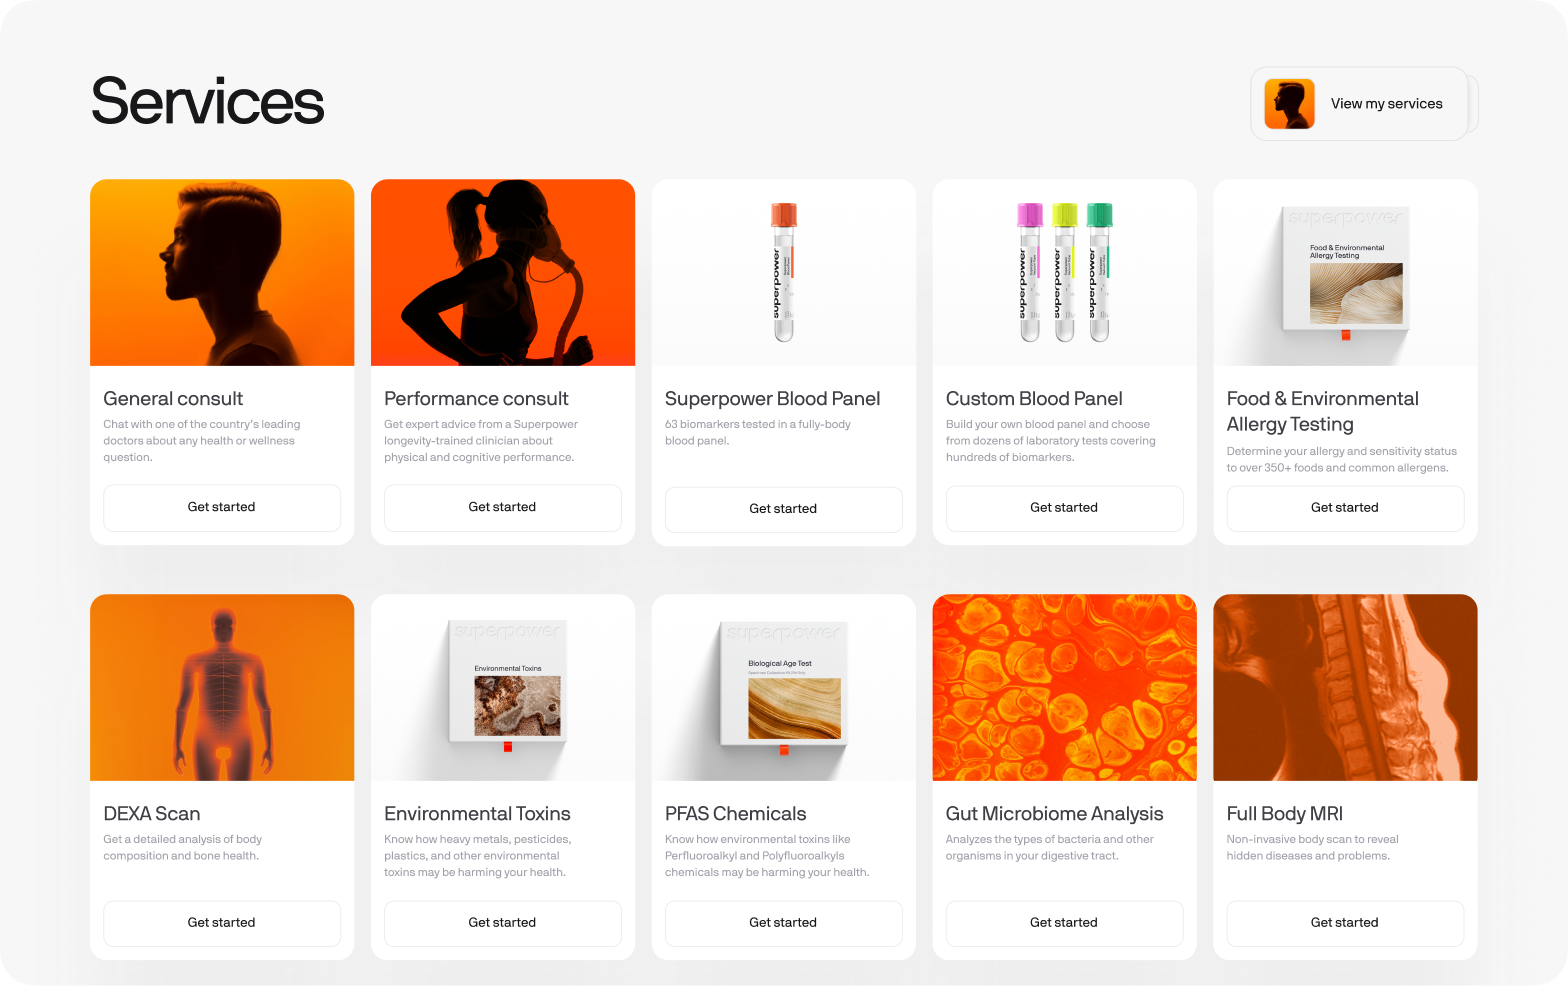 Services
View my services
superpower
superpower
superpower
superpower
superpower
Food & Environmental
Allergy Testing
General consult
Chat with one of the country's leading
doctors about any health or wellness
question.
Get started
Performance consult
Get expert advice from a Superpower
longevity-trained clinician about
physical and cognitive performance.
Get started
Superpower Blood Panel
63 biomarkers tested in a fully-body
blood panel.
Get started
Custom Blood Panel
Build your own blood panel and choose
from dozens of laboratory tests covering
hundreds of biomarkers.
Get started
Food & Environmental
Allergy Testing
Determine your allergy and sensitivity status
to over 350+ foods and common allergens.
Get started
superpower
Environmental Toxins
superpower
Biological Age Test
DEXA Scan
Get a detailed analysis of body
composition and bone health.
Get started
Environmental Toxins
Know how heavy metals, pesticides,
plastics, and other environmental
toxins may be harming your health.
Get started
PFAS Chemicals
Know how environmental toxins like
Perfluoroalkyl and Polyfluoroalkyls
chemicals may be harming your health.
Get started
Gut Microbiome Analysis
Analyzes the types of bacteria and other
organisms in your digestive tract.
Get started
Full Body MRI
Non-invasive body scan to reveal
hidden diseases and problems.
Get started